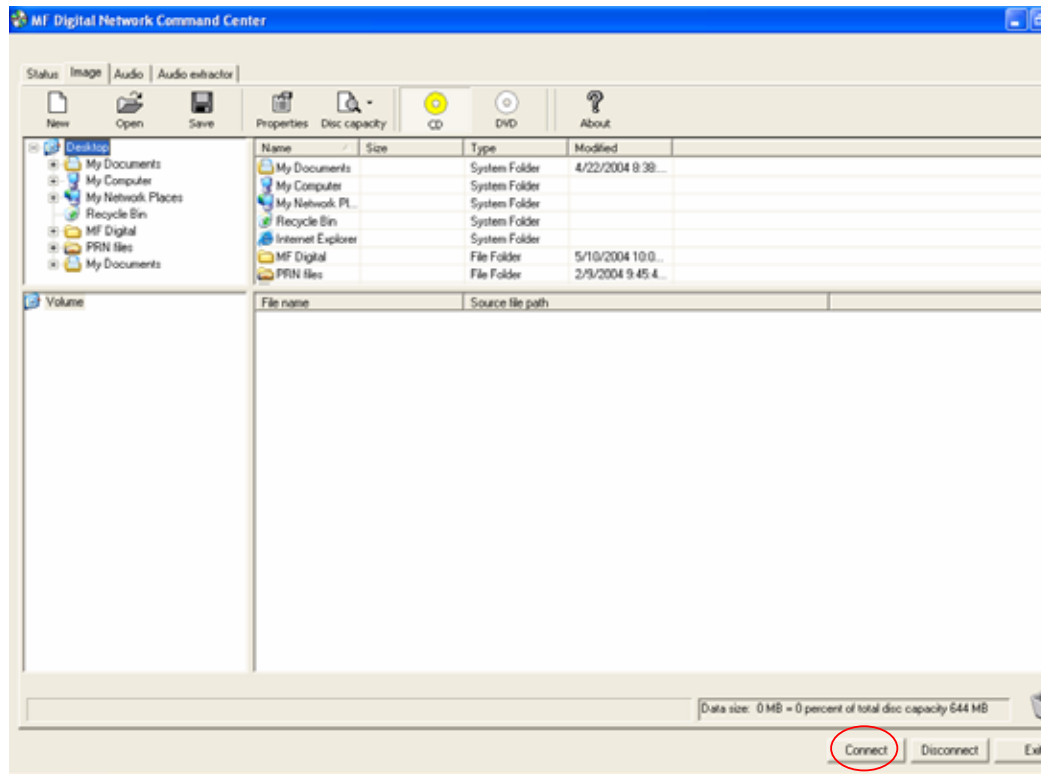 MF Digital Network Command Center
Status Image Audio Audio extractor
New Open Save Properties Disc capacity CD DVD About
Desktop
My Documents
My Computer
My Network Places
Recycle Bin
MF Digital
PRN files
My Documents
Name Size Type Modified
My Documents System Folder 4/22/2004 8:38:...
My Computer System Folder
My Network Pl... System Folder
Recycle Bin System Folder
Internet Explorer System Folder
MF Digital File Folder 5/10/2004 10:0...
PRN files File Folder 2/9/2004 9:45:4...
Volume
File name Source file path
Data size: 0 MB = 0 percent of total disc capacity 644 MB
Connect Disconnect